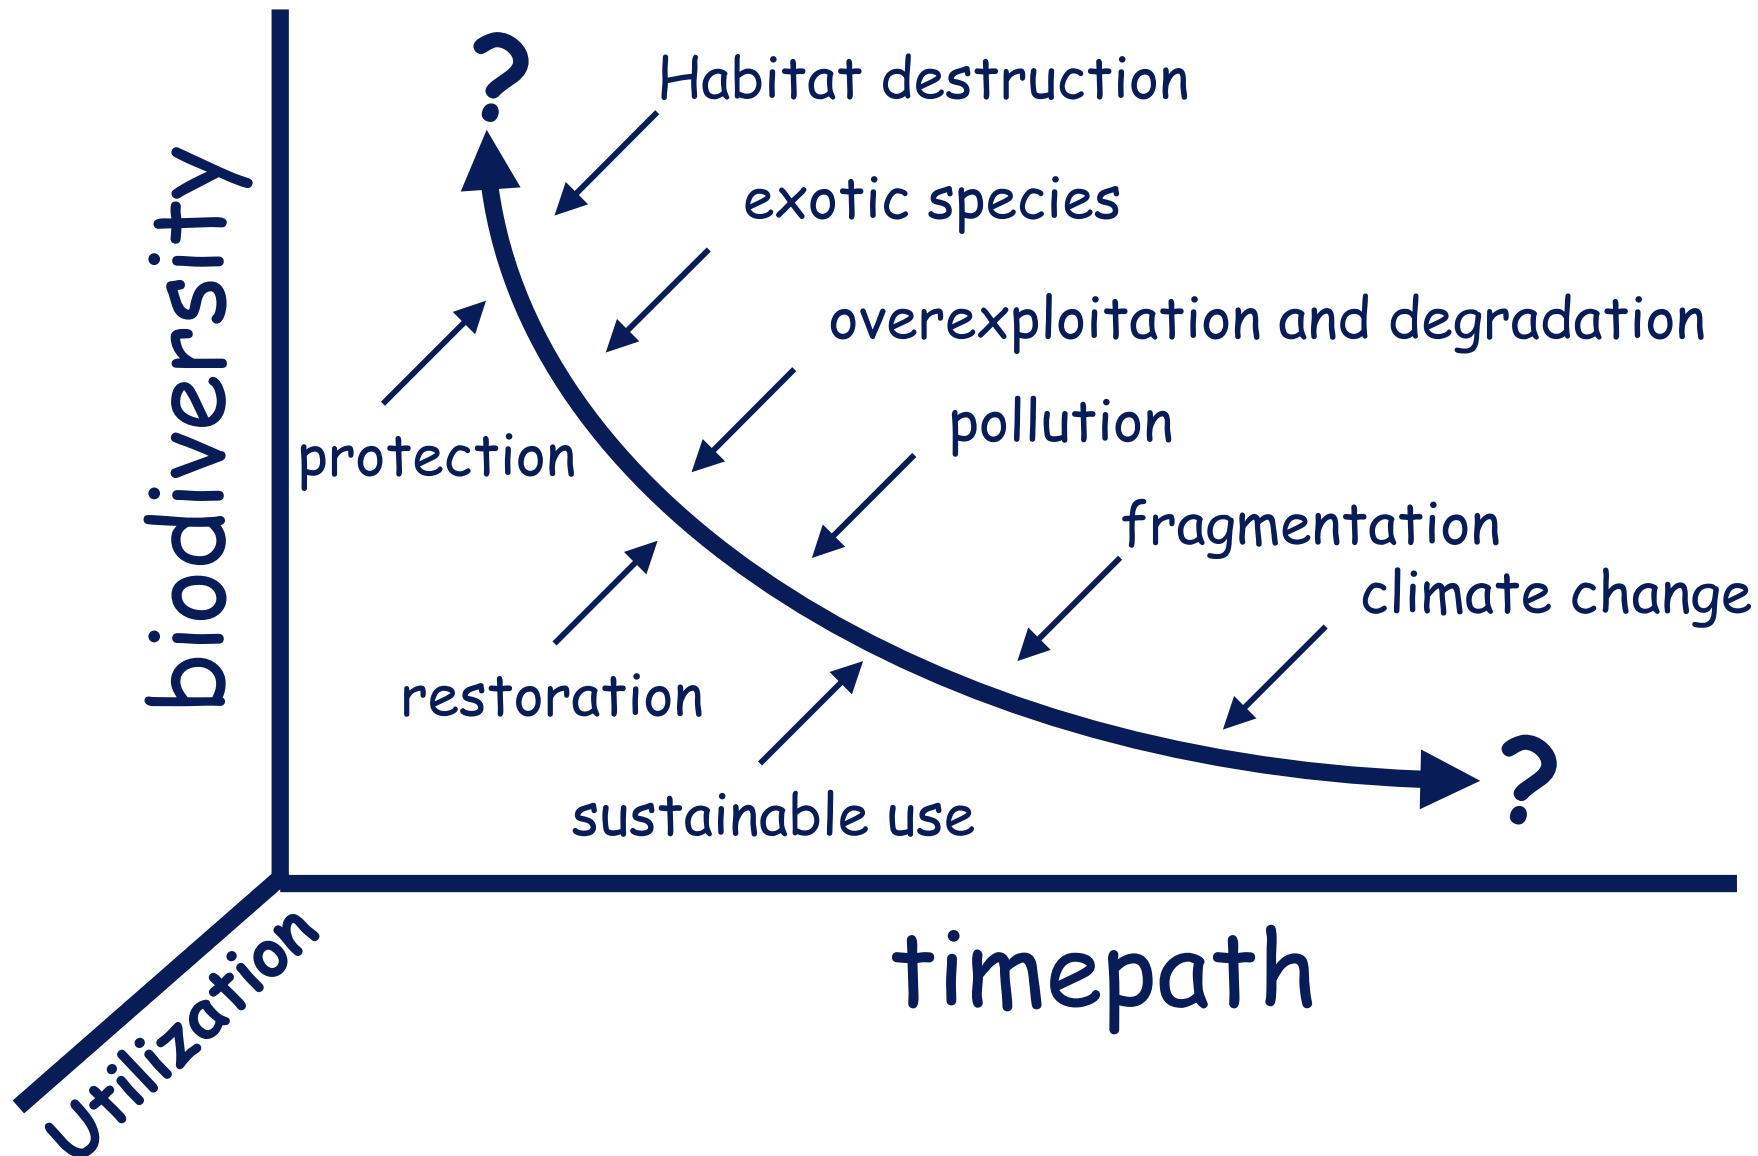 ?
Habitat destruction
exotic species
overexploitation and degradation
pollution
fragmentation
climate change
protection
restoration
sustainable use
?
biodiversity
timepath
Utilization